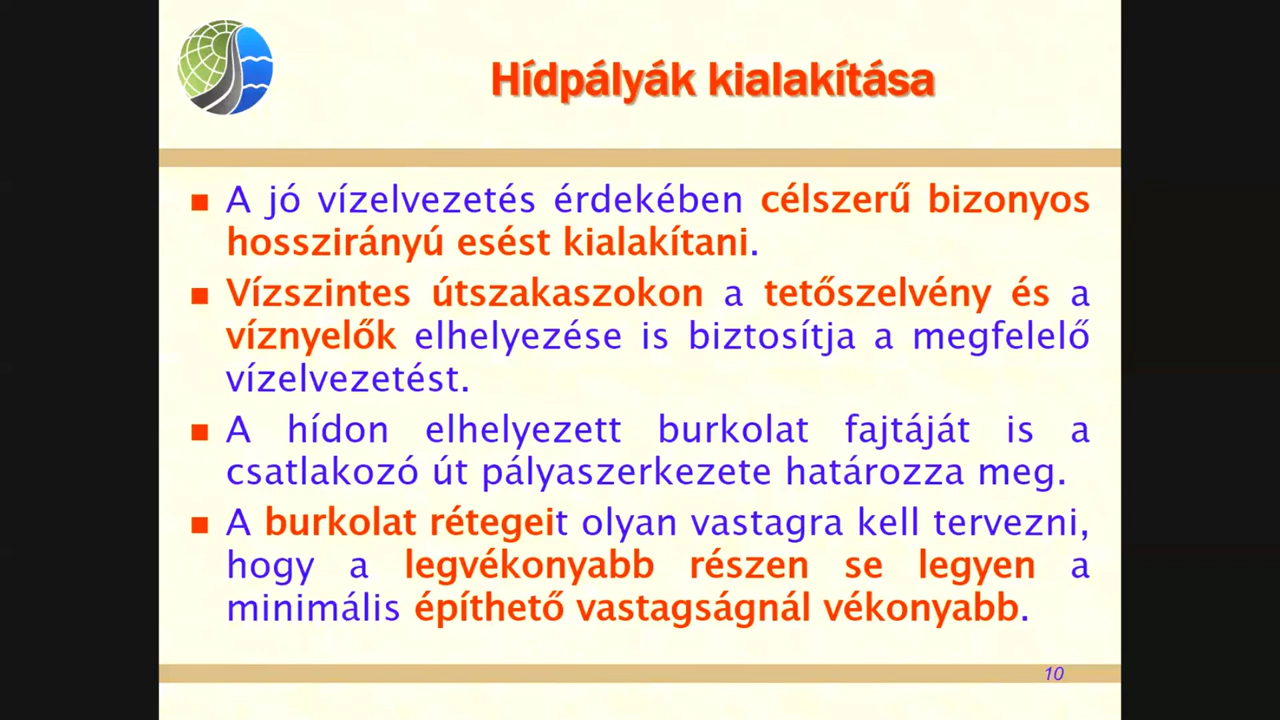 Hídpályák kialakítása
A jó vízelvezetés érdekében célszerű bizonyos
hosszirányú esést kialakítani.
Vízszintes útszakaszokon a tetőszelvény és a
víznyelők elhelyezése is biztosítja a megfelelő
vízelvezetést.
A hídon elhelyezett burkolat fajtáját is a
csatlakozó út pályaszerkezete határozza meg.
A burkolat rétegeit olyan vastagra kell tervezni,
hogy a legvékonyabb részen se legyen a
minimális építhető vastagságnál vékonyabb.
10